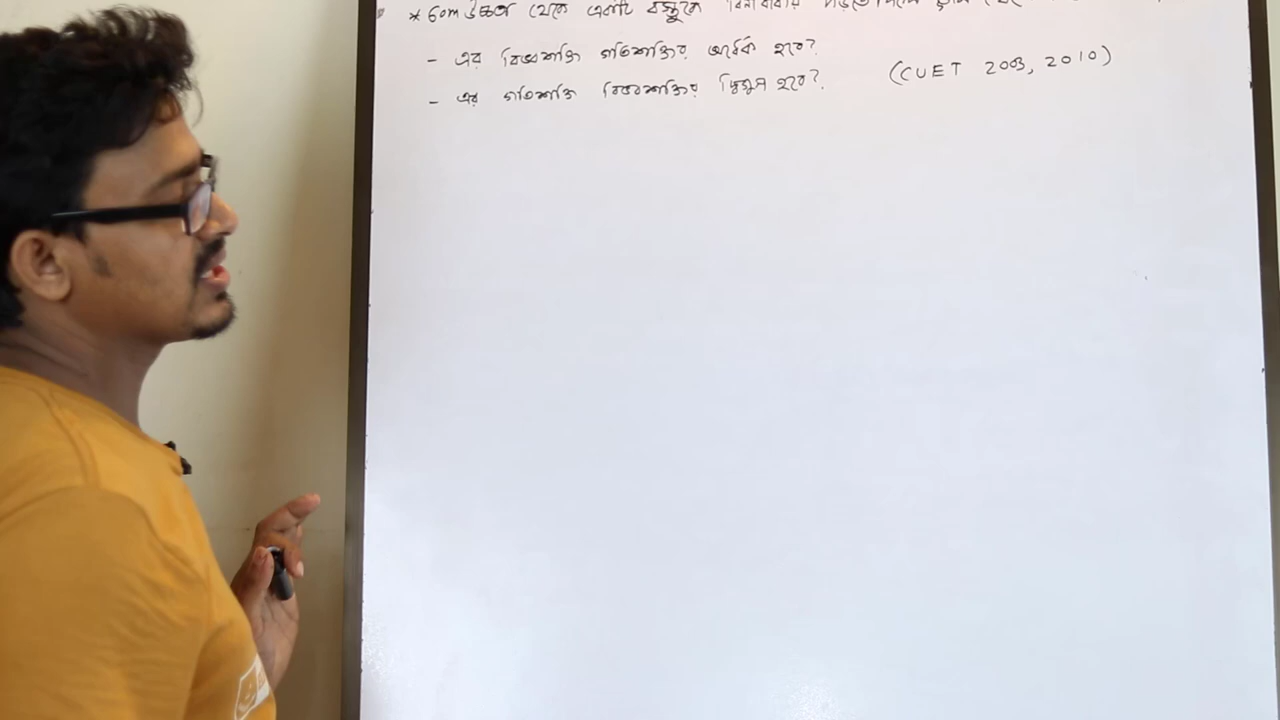 * 60m উচ্চতা থেকে একটি বস্তুকে বিনাবাধায় পড়তে দিলে
- এর বিভবশক্তি গতিশক্তির অর্ধেক হবে?
- এর গতিশক্তি বিভবশক্তির দ্বিগুন হবে? (CUET 2003, 2010)